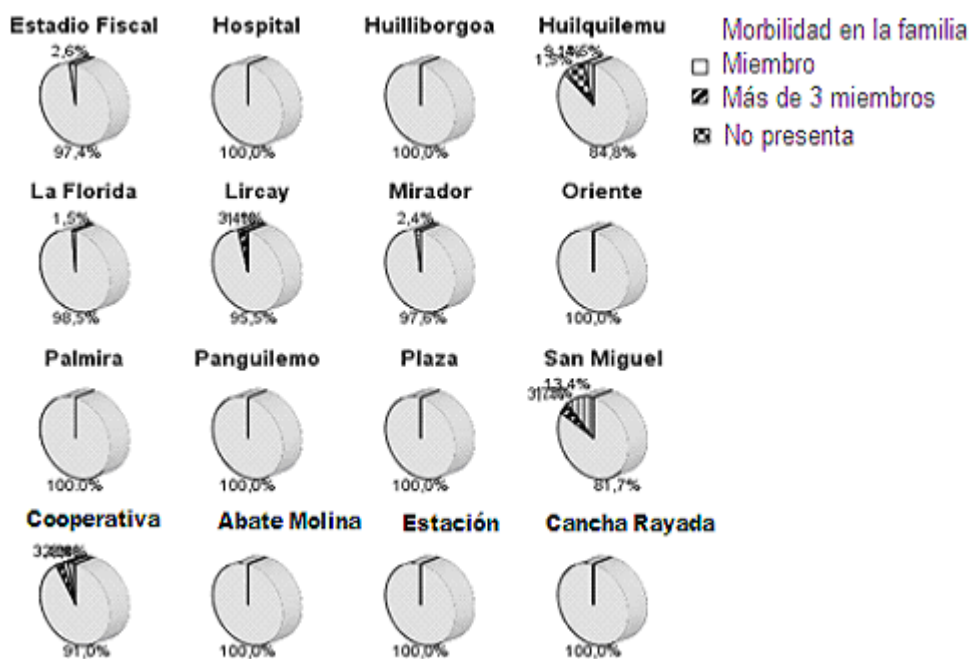 Estadio Fiscal Hospital Huilliborgoa Huilquilemu
Morbilidad en la familia
Miembro
Más de 3 miembros
No presenta
2,6%
97,4% 100,0% 100,0% 84,8%
La Florida Lircay Mirador Oriente
1,5% 2,4%
98,5% 95,5% 97,6% 100,0%
Palmira Panguilemo Plaza San Miguel
13,4%
100.0% 100,0% 100,0% 81,7%
Cooperativa Abate Molina Estación Cancha Rayada
91,0% 100,0% 100,0% 100,0%